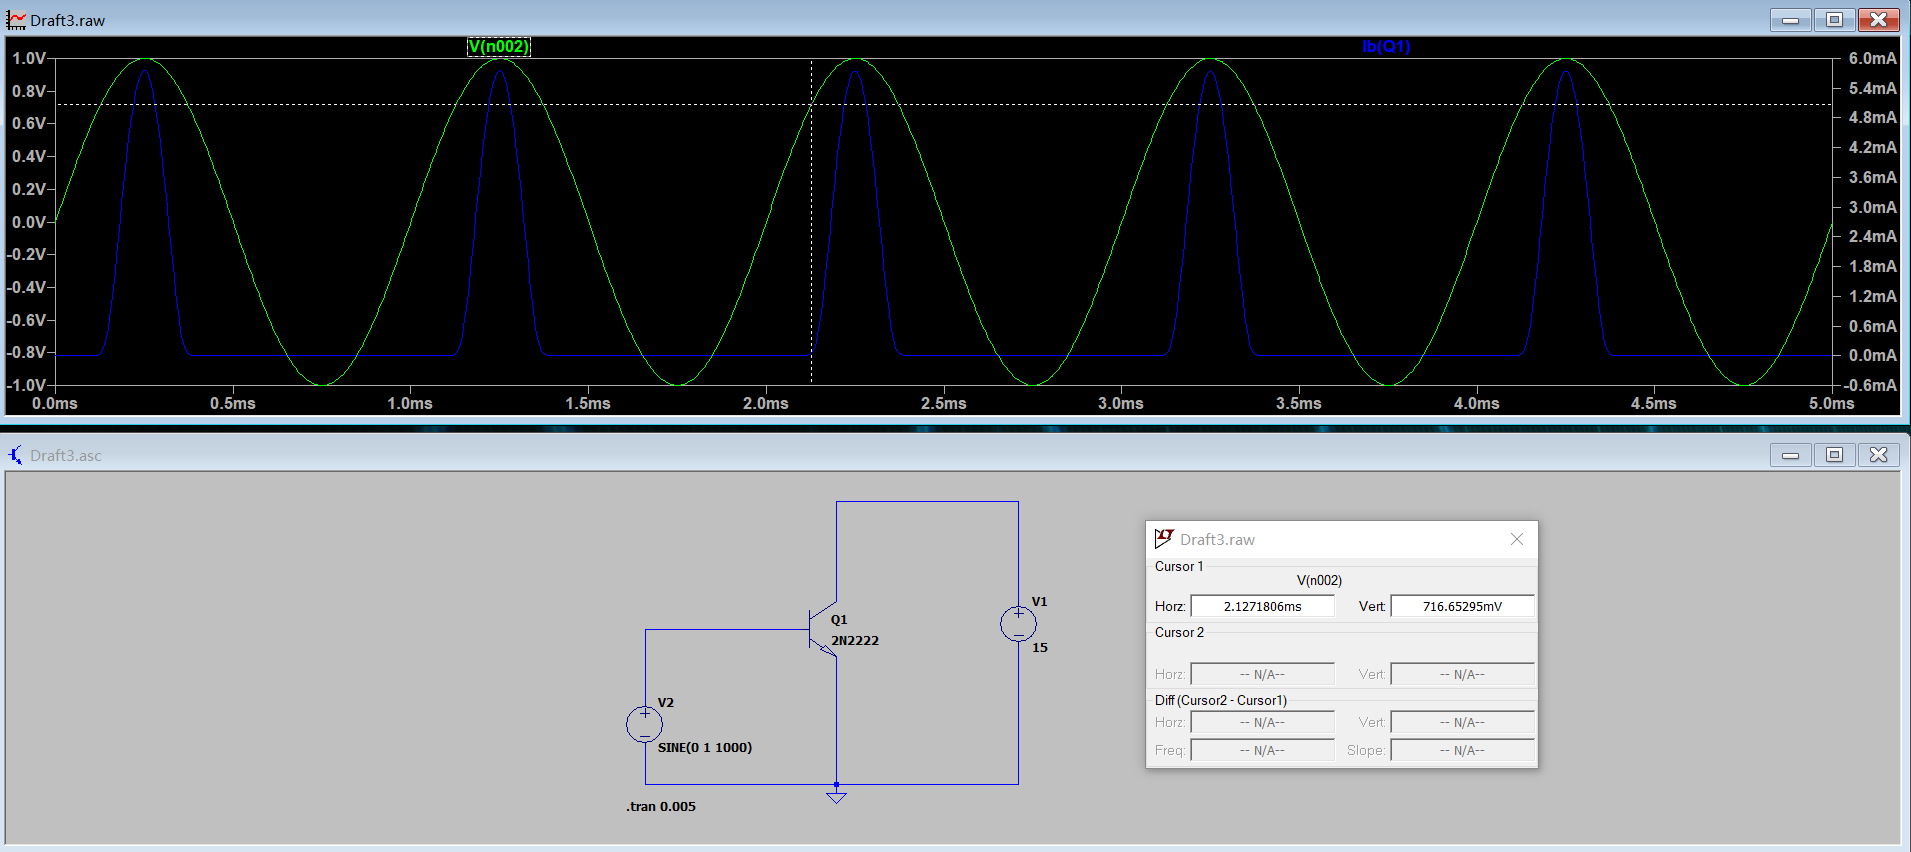 Draft3.raw
V(n002) Ib(Q1)
1.0V 6.0mA
0.8V 5.4mA
0.6V 4.8mA
0.4V 4.2mA
0.2V 3.6mA
0.0V 3.0mA
-0.2V 2.4mA
-0.4V 1.8mA
-0.6V 1.2mA
-0.8V 0.6mA
0.0mA
-1.0V -0.6mA
0.0ms 0.5ms 1.0ms 1.5ms 2.0ms 2.5ms 3.0ms 3.5ms 4.0ms 4.5ms 5.0ms
Draft3.asc
V1
15
Q1
2N2222
V2
SINE(0 1 1000)
.tran 0.005
Draft3.raw
Cursor 1
V(n002)
Horz: 2.1271806ms Vert: 716.65295mV
Cursor 2
Horz: -- N/A-- Vert: -- N/A--
Diff (Cursor2 - Cursor1)
Horz: -- N/A-- Vert: -- N/A--
Freq: -- N/A-- Slope: -- N/A--